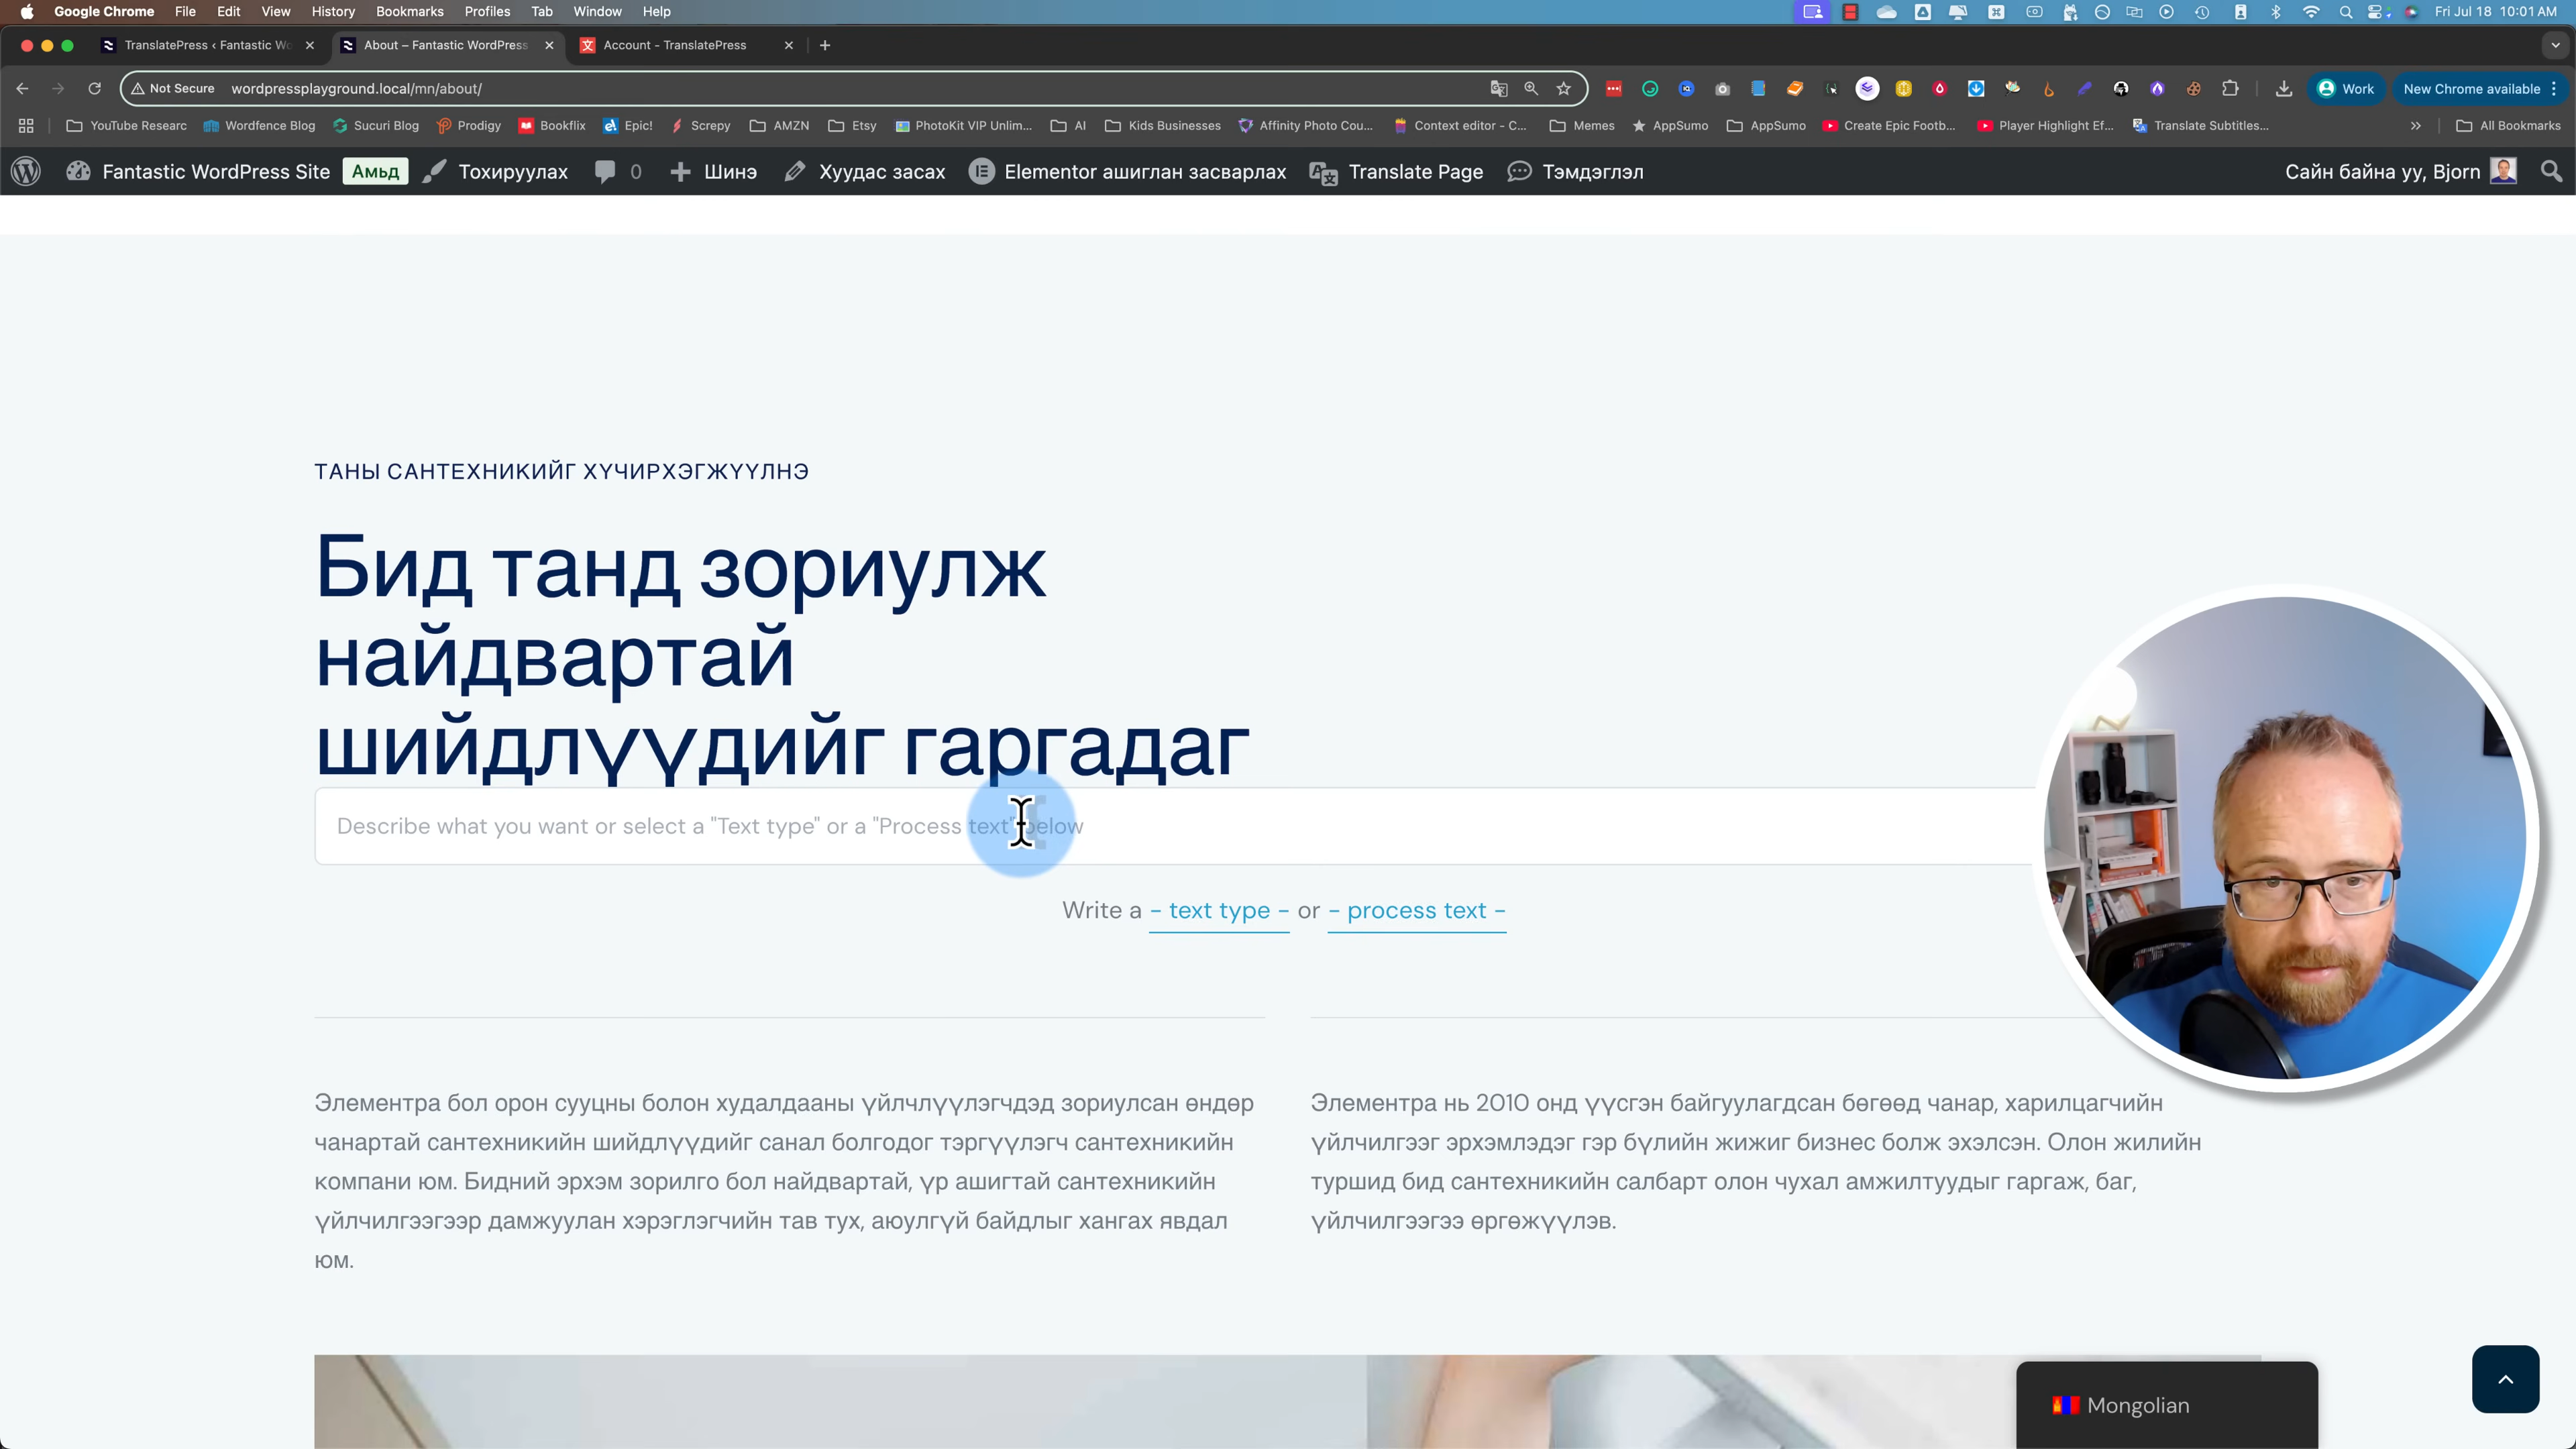 Google Chrome File Edit View History Bookmarks Profiles Tab Window Help Fri Jul 18 10:01 AM
TranslatePress ‹ Fantastic Wo About – Fantastic WordPress Account - TranslatePress
Not Secure wordpressplayground.local/mn/about/ Work New Chrome available
YouTube Researc Wordfence Blog Sucuri Blog Prodigy Bookflix Epic! Screpy AMZN Etsy PhotoKit VIP Unlim... AI Kids Businesses Affinity Photo Cou... Context editor - C... Memes AppSumo AppSumo Create Epic Footb... Player Highlight Ef... Translate Subtitles... All Bookmarks
Fantastic WordPress Site Амьд Тохируулах 0 Шинэ Хуудас засах Elementor ашиглан засварлах Translate Page Тэмдэглэл Сайн байна уу, Bjorn
ТАНЫ САНТЕХНИКИЙГ ХҮЧИРХЭГЖҮҮЛНЭ
Бид танд зориулж
найдвартай
шийдлүүдийг гаргадаг
Describe what you want or select a "Text type" or a "Process text" below
Write a - text type - or - process text -
Элементра бол орон сууцны болон худалдааны үйлчлүүлэгчдэд зориулсан өндөр
чанартай сантехникийн шийдлүүдийг санал болгодог тэргүүлэгч сантехникийн
компани юм. Бидний эрхэм зорилго бол найдвартай, үр ашигтай сантехникийн
үйлчилгээгээр дамжуулан хэрэглэгчийн тав тух, аюулгүй байдлыг хангах явдал
юм.
Элементра нь 2010 онд үүсгэн байгуулагдсан бөгөөд чанар, харилцагчийн
үйлчилгээг эрхэмлэдэг гэр бүлийн жижиг бизнес болж эхэлсэн. Олон жилийн
туршид бид сантехникийн салбарт олон чухал амжилтуудыг гаргаж, баг,
үйлчилгээгээ өргөжүүлэв.
Mongolian